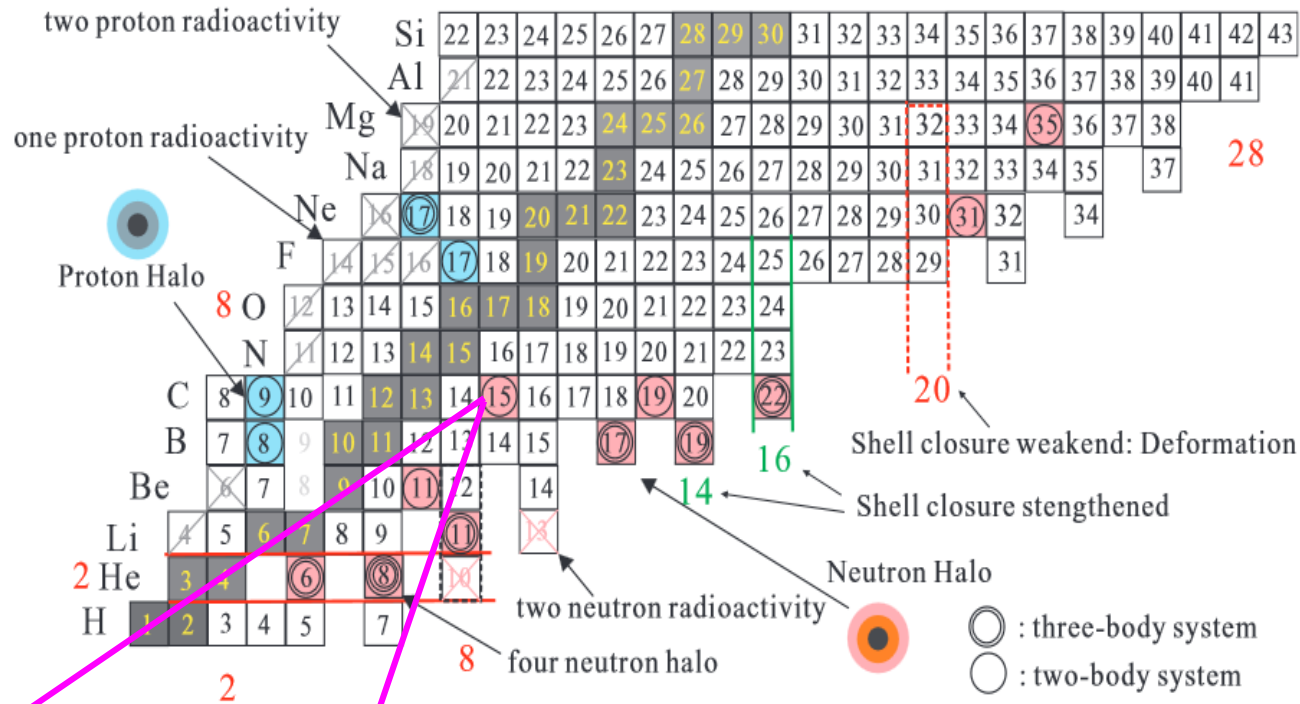 two proton radioactivity
Si 22 23 24 25 26 27 28 29 30 31 32 33 34 35 36 37 38 39 40 41 42 43
Al 21 22 23 24 25 26 27 28 29 30 31 32 33 34 35 36 37 38 39 40 41
Mg 19 20 21 22 23 24 25 26 27 28 29 30 31 32 33 34 35 36 37 38
one proton radioactivity
28
Na 18 19 20 21 22 23 24 25 26 27 28 29 30 31 32 33 34 35 37
Ne 16 17 18 19 20 21 22 23 24 25 26 27 28 29 30 31 32 34
F 14 15 16 17 18 19 20 21 22 23 24 25 26 27 28 29 31
Proton Halo
8 O 12 13 14 15 16 17 18 19 20 21 22 23 24
N 11 12 13 14 15 16 17 18 19 20 21 22 23
C 8 9 10 11 12 13 14 15 16 17 18 19 20 22
20
B 7 8 9 10 11 12 13 14 15 17 19
Shell closure weakend: Deformation
16
Be 6 7 8 9 10 11 12 14
14
Shell closure stengthened
Li 4 5 6 7 8 9 11 13
2 He 3 4 6 8 10
Neutron Halo
two neutron radioactivity
H 1 2 3 4 5 7
: three-body system
8
four neutron halo
: two-body system
2